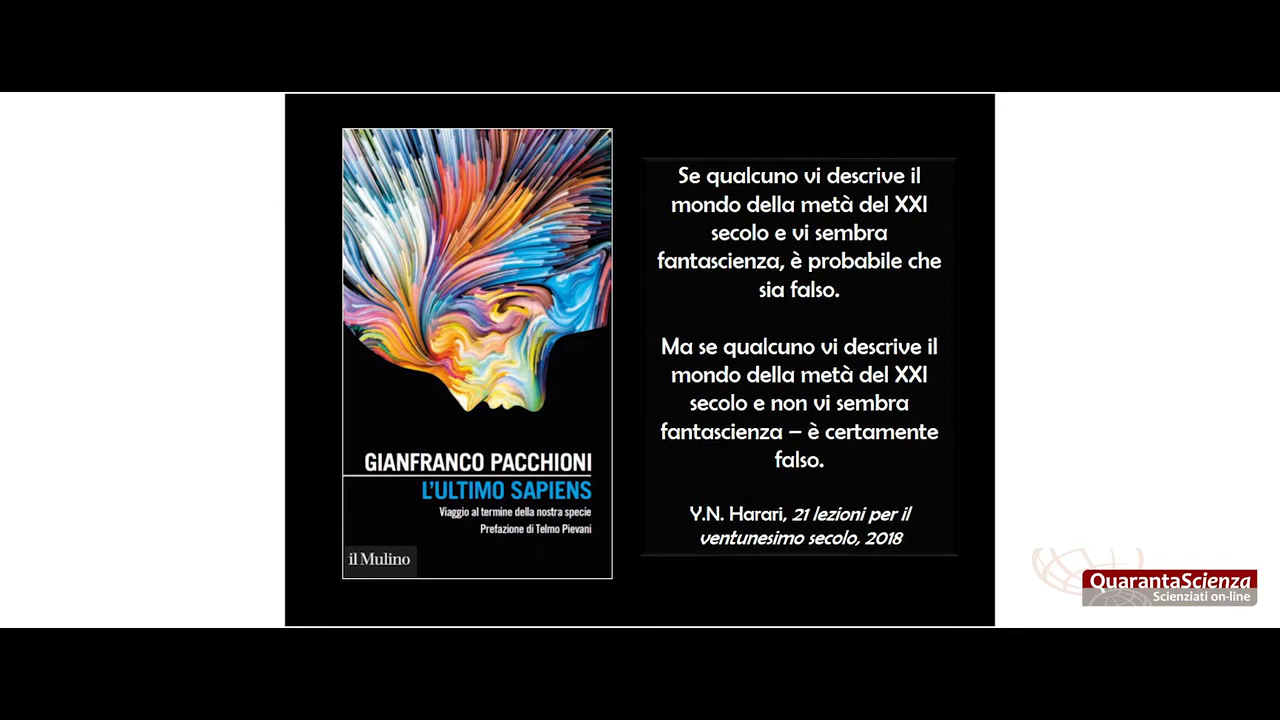 GIANFRANCO PACCHIONI
L'ULTIMO SAPIENS
Viaggio al termine della nostra specie
Prefazione di Telmo Pievani
il Mulino
Se qualcuno vi descrive il
mondo della metà del XXI
secolo e vi sembra
fantascienza, è probabile che
sia falso.
Ma se qualcuno vi descrive il
mondo della metà del XXI
secolo e non vi sembra
fantascienza – è certamente
falso.
Y.N. Harari, 21 lezioni per il
ventunesimo secolo, 2018
QuarantaScienza
Scienziati on-line